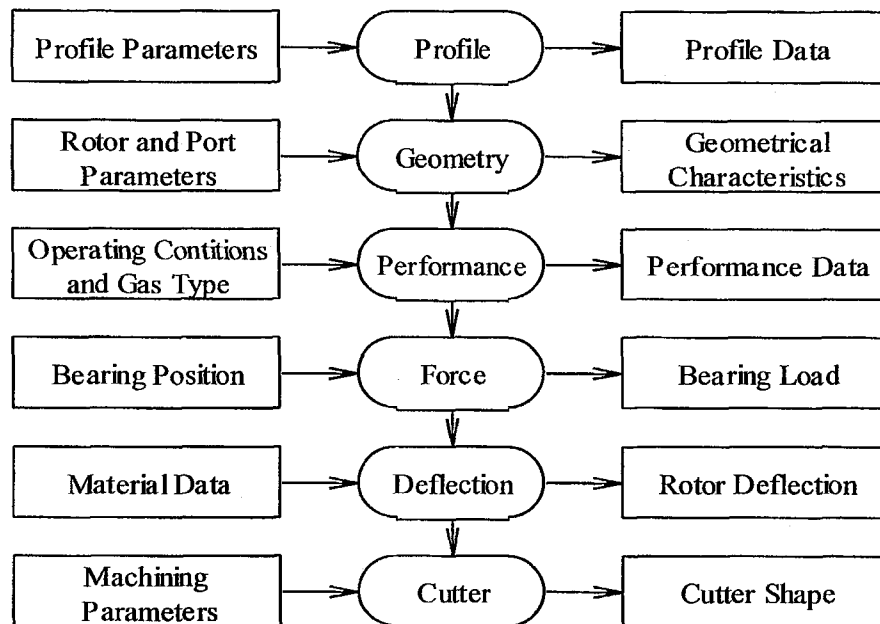 Profile Parameters
Profile
Profile Data
Rotor and Port
Parameters
Geometry
Geometrical
Characteristics
Operating Contitions
and Gas Type
Performance
Performance Data
Bearing Position
Force
Bearing Load
Material Data
Deflection
Rotor Deflection
Machining
Parameters
Cutter
Cutter Shape